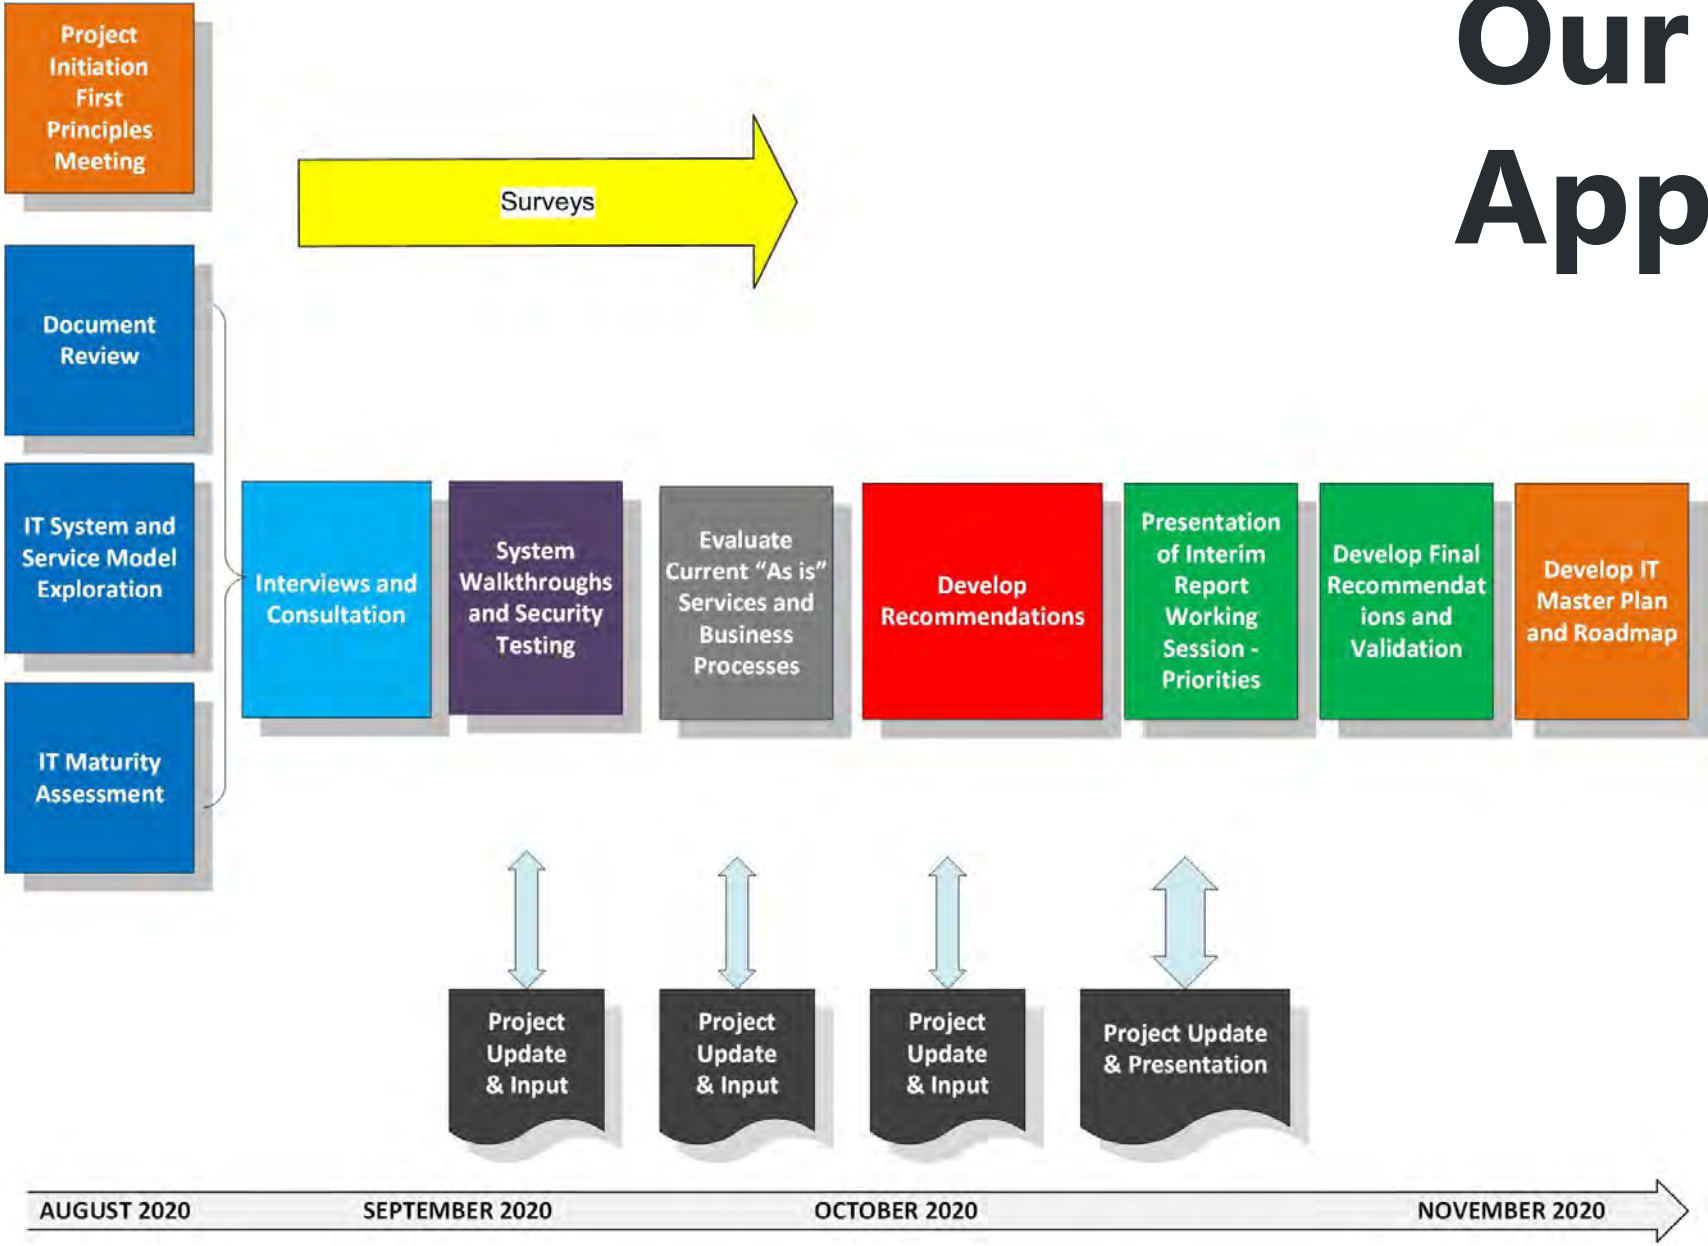 Our
App
Project
Initiation
First
Principles
Meeting
Surveys
Document
Review
IT System and
Service Model
Exploration
IT Maturity
Assessment
Interviews and
Consultation
System
Walkthroughs
and Security
Testing
Evaluate
Current “As is”
Services and
Business
Processes
Develop
Recommendations
Presentation
of Interim
Report
Working
Session -
Priorities
Develop Final
Recommendat
ions and
Validation
Develop IT
Master Plan
and Roadmap
Project
Update
& Input
Project
Update
& Input
Project
Update
& Input
Project Update
& Presentation
AUGUST 2020
SEPTEMBER 2020
OCTOBER 2020
NOVEMBER 2020